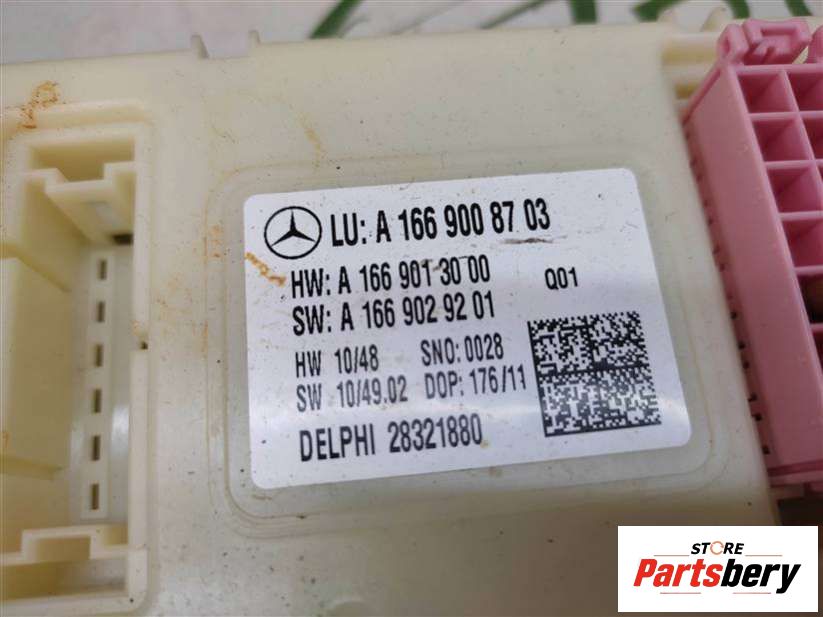 LU: A 166 900 87 03
HW: A 166 901 30 00 Q01
SW: A 166 902 92 01
HW 10/48 SNO: 0028
SW 10/49.02 DOP: 176/11
DELPHI 28321880
STORE
Partsbery